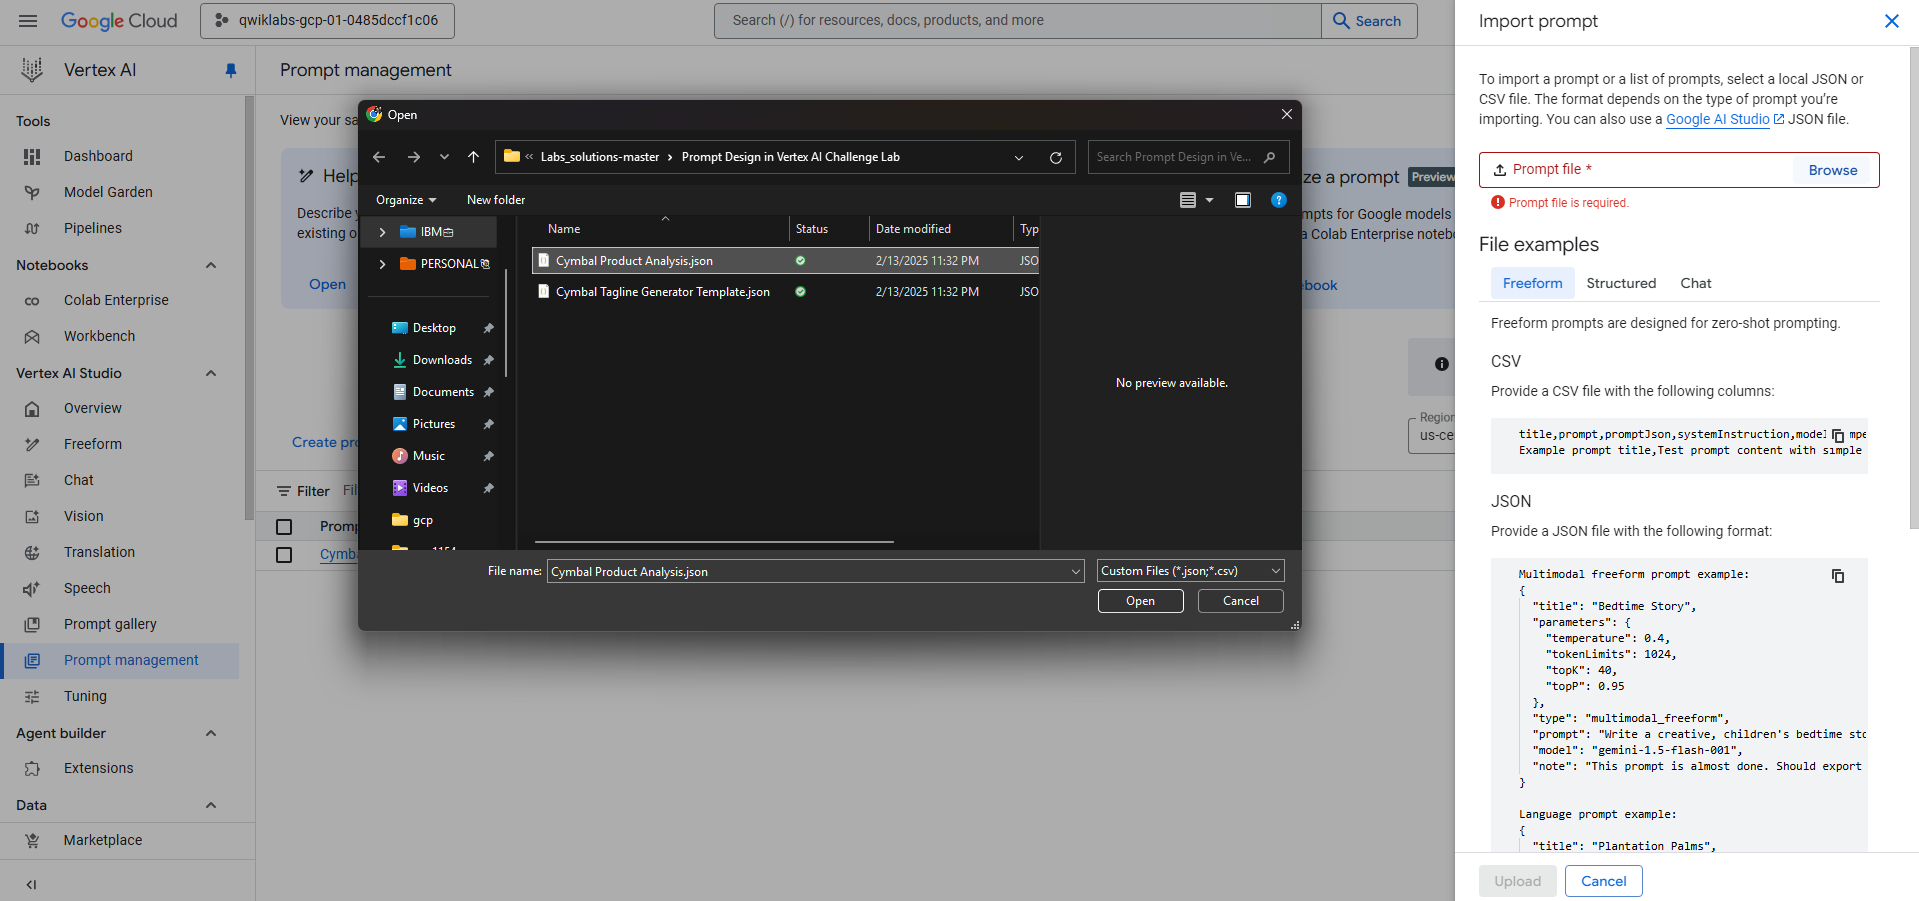 Google Cloud
qwiklabs-gcp-01-0485dccf1c06
Search (/) for resources, docs, products, and more
Search
Vertex AI
Tools
Dashboard
Model Garden
Pipelines
Notebooks
Colab Enterprise
Workbench
Vertex AI Studio
Overview
Freeform
Chat
Vision
Translation
Speech
Prompt gallery
Prompt management
Tuning
Agent builder
Extensions
Data
Marketplace
Prompt management
View your sa
Help
Describe y
existing o
Open
Create pro
Filter
Fil
Promp
Cymba
ze a prompt
Preview
mpts for Google models
a Colab Enterprise notebo
book
Region
us-ce
Open
Labs_solutions-master
Prompt Design in Vertex AI Challenge Lab
Search Prompt Design in Ve...
Organize
New folder
IBM
PERSONAL
Desktop
Downloads
Documents
Pictures
Music
Videos
gcp
Name Status Date modified Typ
Cymbal Product Analysis.json 2/13/2025 11:32 PM JSO
Cymbal Tagline Generator Template.json 2/13/2025 11:32 PM JSO
No preview available.
File name: Cymbal Product Analysis.json
Custom Files (*.json;*.csv)
Open
Cancel
Import prompt
To import a prompt or a list of prompts, select a local JSON or
CSV file. The format depends on the type of prompt you’re
importing. You can also use a Google AI Studio JSON file.
Prompt file *
Browse
Prompt file is required.
File examples
Freeform Structured Chat
Freeform prompts are designed for zero-shot prompting.
CSV
Provide a CSV file with the following columns:
title,prompt,promptJson,systemInstruction,model mpe
Example prompt title,Test prompt content with simple
JSON
Provide a JSON file with the following format:
Multimodal freeform prompt example:
{
"title": "Bedtime Story",
"parameters": {
"temperature": 0.4,
"tokenLimits": 1024,
"topK": 40,
"topP": 0.95
},
"type": "multimodal_freeform",
"prompt": "Write a creative, children's bedtime sto
"model": "gemini-1.5-flash-001",
"note": "This prompt is almost done. Should export
}
Language prompt example:
{
"title": "Plantation Palms",
Upload
Cancel